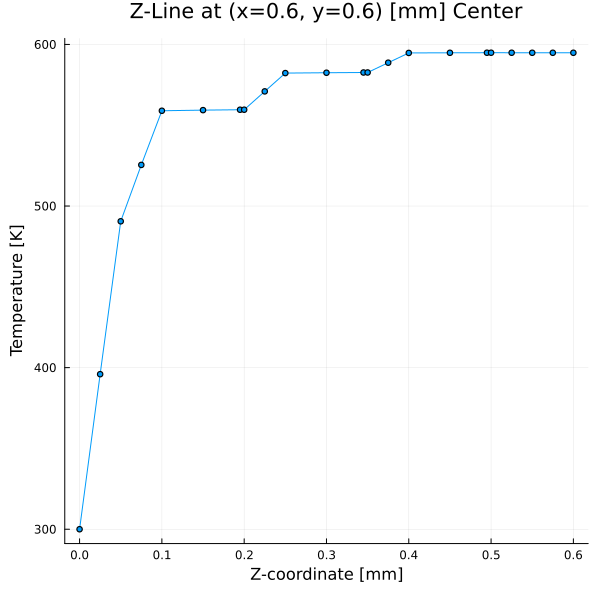 Z-Line at (x=0.6, y=0.6) [mm] Center
Temperature [K]
600
500
400
300
0.0 0.1 0.2 0.3 0.4 0.5 0.6
Z-coordinate [mm]